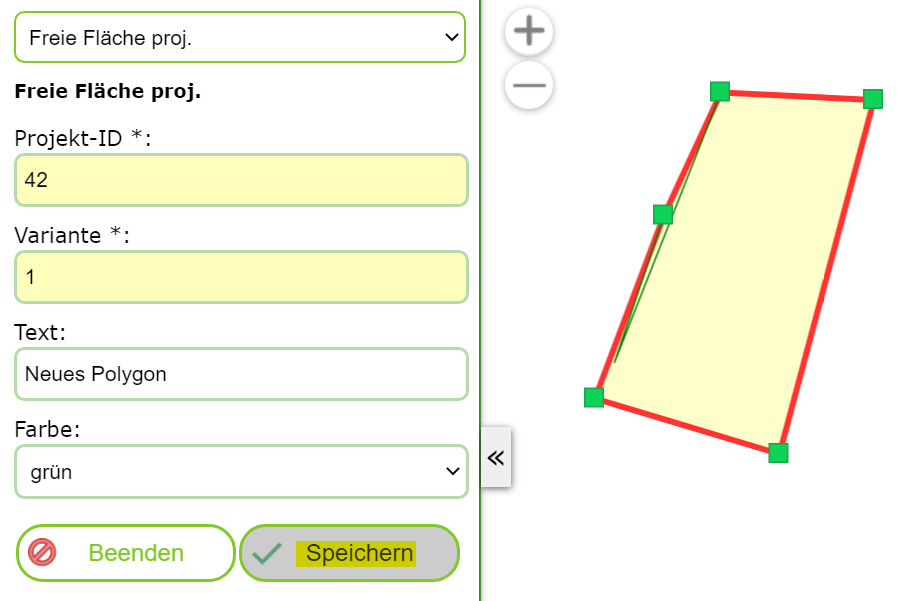 Freie Fläche proj.
Freie Fläche proj.
Projekt-ID *:
42
Variante *:
1
Text:
Neues Polygon
Farbe:
grün
Beenden
Speichern
«